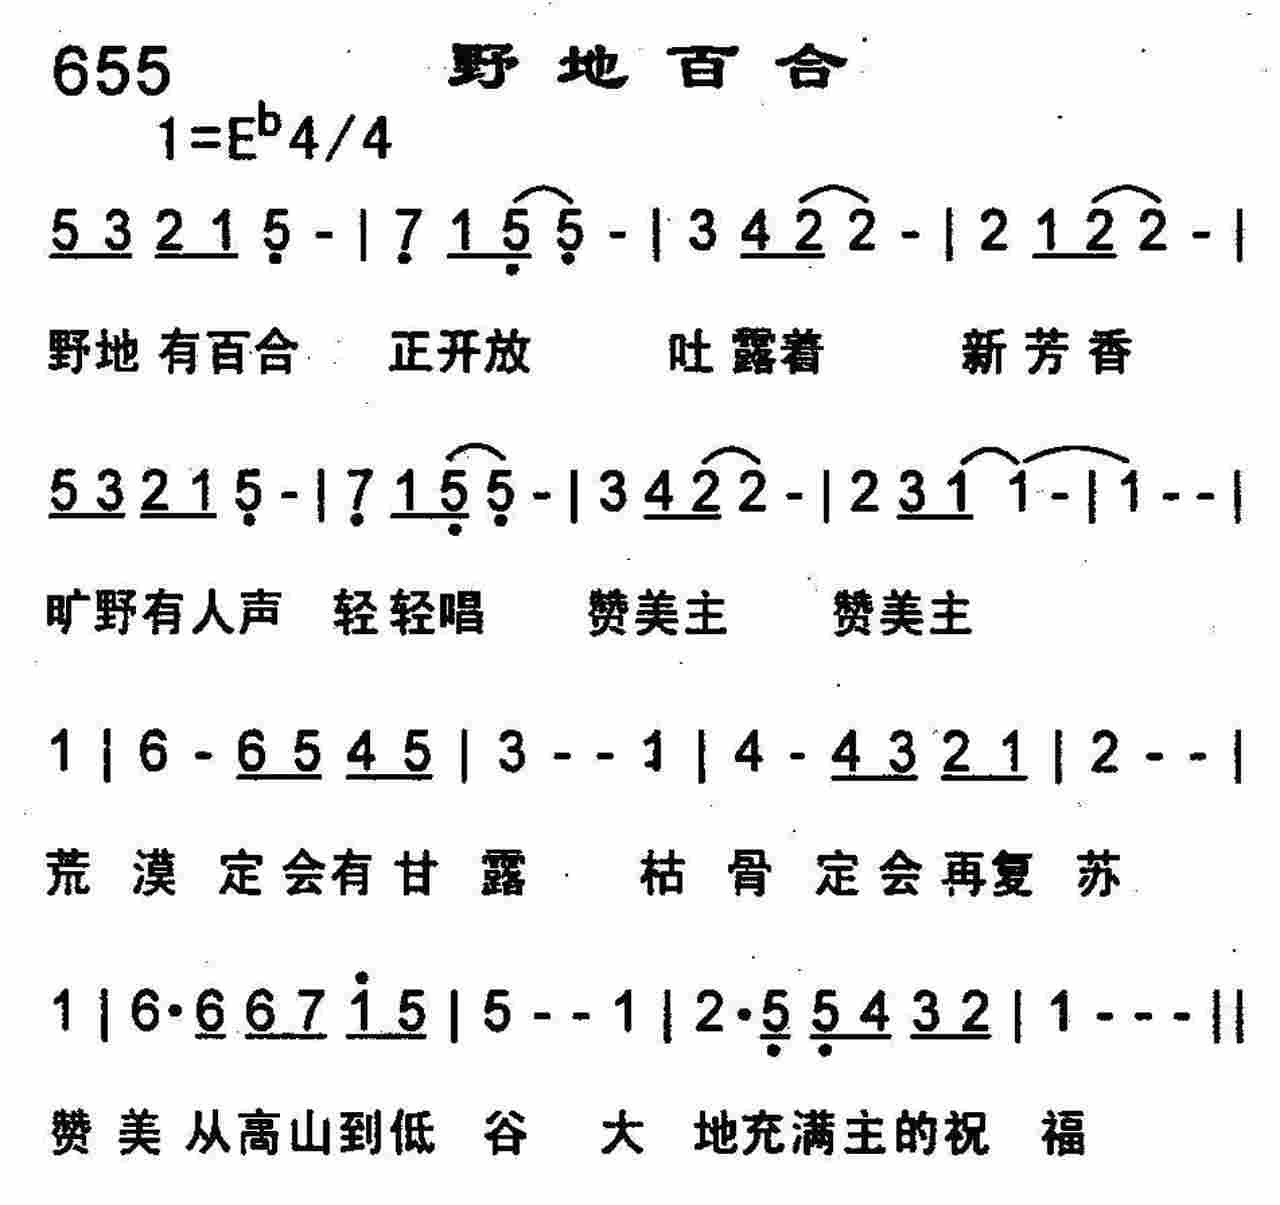 655 野地百合
1=E♭4/4
5 3 2 1 5̣ - | 7̣ 1 5̣ 5̣ - | 3 4 2 2 - | 2 1 2 2 - |
野地 有百合 正开放 吐 露着 新 芳 香
5 3 2 1 5̣ - | 7̣ 1 5̣ 5̣ - | 3 4 2 2 - | 2 3 1 1 - | 1 - - |
旷野有人声 轻 轻唱 赞美主 赞美主
1 | 6 - 6 5 4 5 | 3 - - 1 | 4 - 4 3 2 1 | 2 - - |
荒 漠 定 会有 甘 露 枯 骨 定 会 再复 苏
1 | 6· 6 6 7 1̇ 5 | 5 - - 1 | 2· 5̣ 5̣ 4 3 2 | 1 - - - ||
赞 美 从高山到低 谷 大 地充满主的祝 福